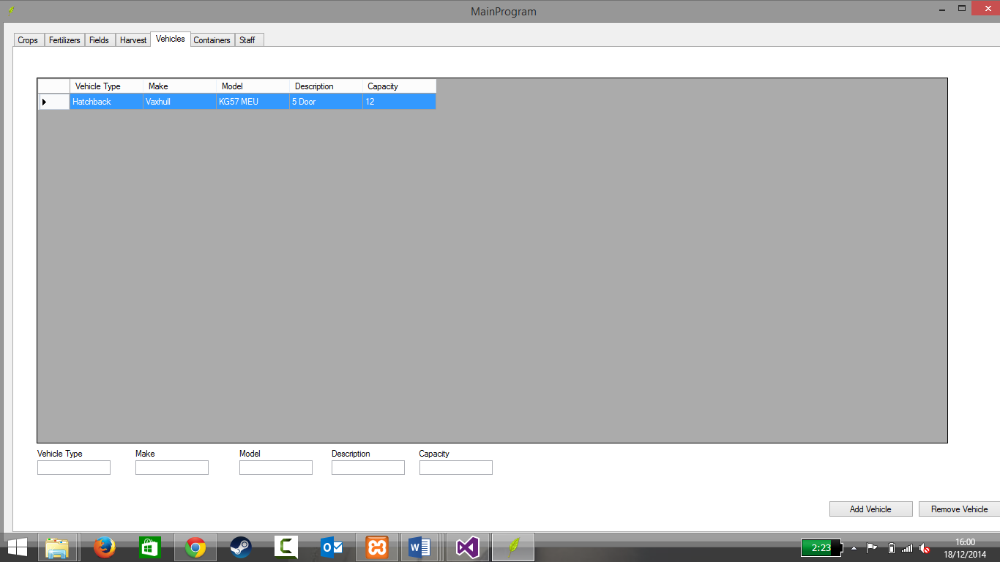 MainProgram
Crops Fertilizers Fields Harvest Vehicles Containers Staff
Vehicle Type Make Model Description Capacity
Hatchback Vaxhull KG57 MEU 5 Door 12
Vehicle Type Make Model Description Capacity
Add Vehicle Remove Vehicle
2:23 16:00
18/12/2014